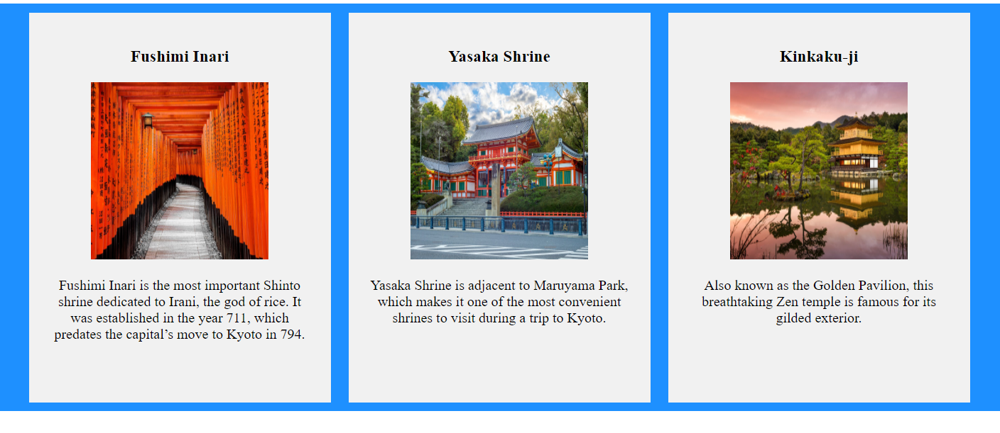 Fushimi Inari
Fushimi Inari is the most important Shinto
shrine dedicated to Irani, the god of rice. It
was established in the year 711, which
predates the capital’s move to Kyoto in 794.
Yasaka Shrine
Yasaka Shrine is adjacent to Maruyama Park,
which makes it one of the most convenient
shrines to visit during a trip to Kyoto.
Kinkaku-ji
Also known as the Golden Pavilion, this
breathtaking Zen temple is famous for its
gilded exterior.